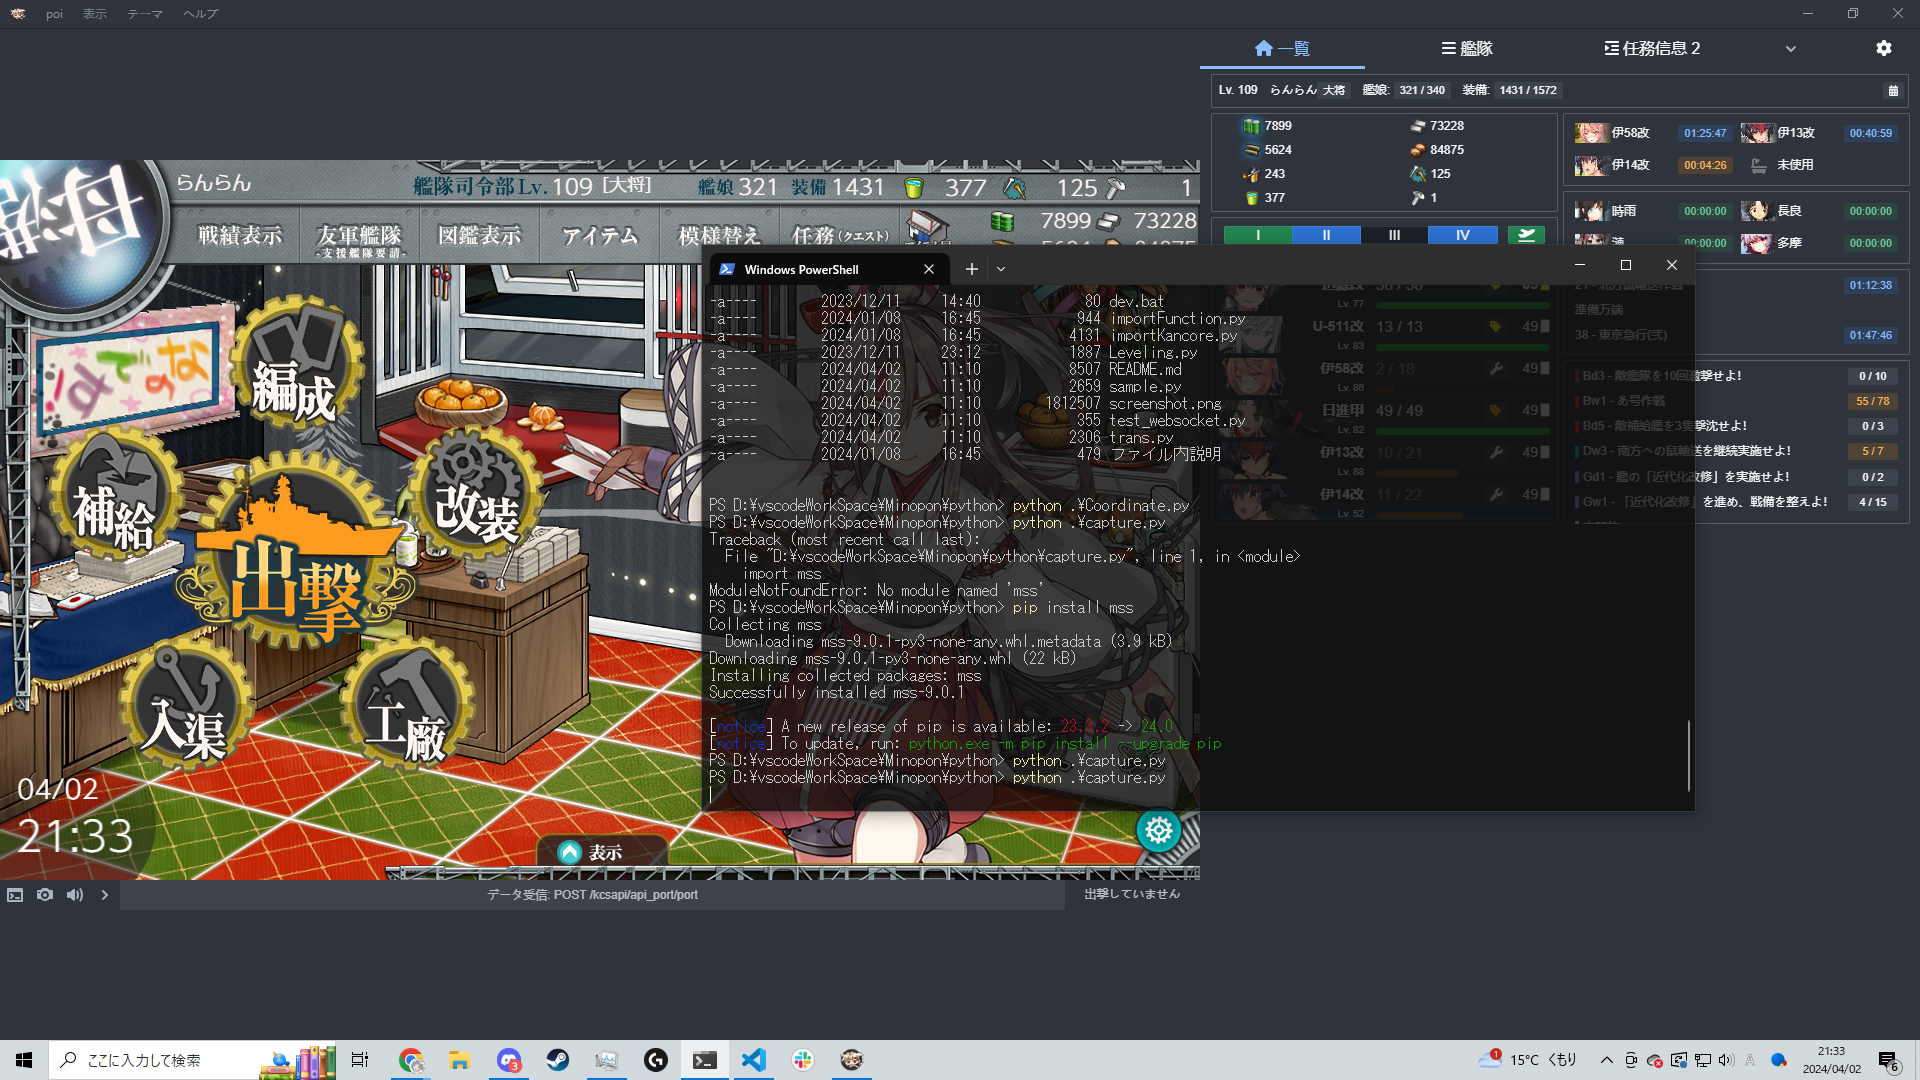 poi 表示 テーマ ヘルプ
一覧 艦隊 任務信息 2
Lv. 109 らんらん 大将 艦娘: 321 / 340 装備: 1431 / 1572
7899 73228
5624 84875
243 125
377 1
伊58改 01:25:47 伊13改 00:40:59
伊14改 00:04:26 未使用
時雨 00:00:00 長良 00:00:00
漣 00:00:00 多摩 00:00:00
I II III IV
らんらん 艦隊司令部Lv.109 [大将] 艦娘 321 装備 1431 377 125 1
戦績表示 友軍艦隊 -支援艦隊要請- 図鑑表示 アイテム 模様替え 任務(クエスト) 7899 73228
編成
補給
出撃
改装
入渠
工廠
04/02
21:33
表示
Windows PowerShell
-a---- 2023/12/11 14:40 80 dev.bat
-a---- 2024/01/08 16:45 944 importFunction.py
-a---- 2024/01/08 16:45 4131 importKancore.py
-a---- 2023/12/11 23:12 1887 Leveling.py
-a---- 2024/04/02 11:10 8507 README.md
-a---- 2024/04/02 11:10 2659 sample.py
-a---- 2024/04/02 11:10 1812507 screenshot.png
-a---- 2024/04/02 11:10 355 test_websocket.py
-a---- 2024/04/02 11:10 2306 trans.py
-a---- 2024/01/08 16:45 479 ファイル内説明
PS D:¥vscodeWorkSpace¥Minopon¥python> python .¥Coordinate.py
PS D:¥vscodeWorkSpace¥Minopon¥python> python .¥capture.py
Traceback (most recent call last):
File "D:¥vscodeWorkSpace¥Minopon¥python¥capture.py", line 1, in <module>
import mss
ModuleNotFoundError: No module named 'mss'
PS D:¥vscodeWorkSpace¥Minopon¥python> pip install mss
Collecting mss
Downloading mss-9.0.1-py3-none-any.whl.metadata (3.9 kB)
Downloading mss-9.0.1-py3-none-any.whl (22 kB)
Installing collected packages: mss
Successfully installed mss-9.0.1
[notice] A new release of pip is available: 23.3.2 -> 24.0
[notice] To update, run: python.exe -m pip install --upgrade pip
PS D:¥vscodeWorkSpace¥Minopon¥python> python .¥capture.py
PS D:¥vscodeWorkSpace¥Minopon¥python> python .¥capture.py
Lv. 77
U-511改 13 / 13 49
Lv. 83
伊58改 2 / 18 49
Lv. 86
日進甲 49 / 49 49
Lv. 82
伊13改 10 / 21 49
Lv. 88
伊14改 11 / 22 49
Lv. 52
01:12:38
準備万端
38 - 東京急行(弐) 01:47:46
Bd3 - 敵艦隊を10回邀撃せよ! 0 / 10
Bw1 - あ号作戦 55 / 78
Bd5 - 敵補給艦を3隻撃沈せよ! 0 / 3
Dw3 - 南方への鼠輸送を継続実施せよ! 5 / 7
Gd1 - 艦の「近代化改修」を実施せよ! 0 / 2
Gw1 - 「近代化改修」を進め、戦備を整えよ! 4 / 15
データ受信: POST /kcsapi/api_port/port 出撃していません
ここに入力して検索
3
1
15°C くもり
A
21:33
2024/04/02
6